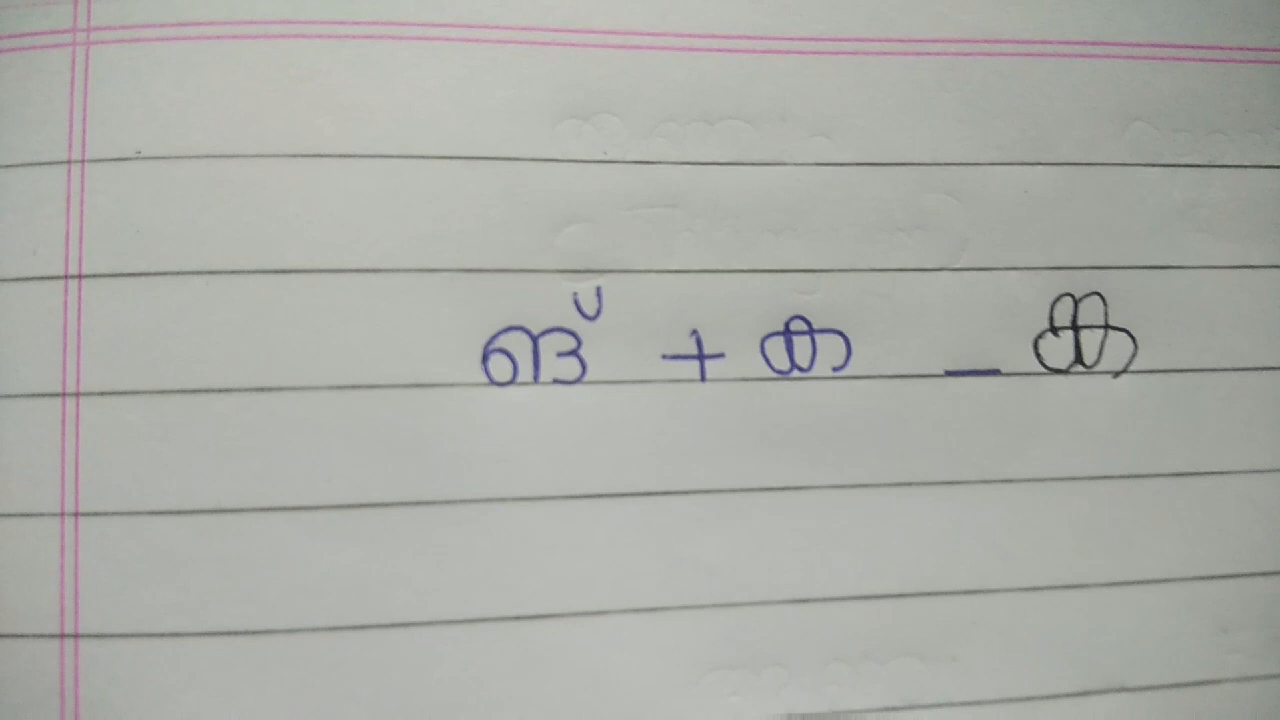 ങ് + ക _ ങ്ക